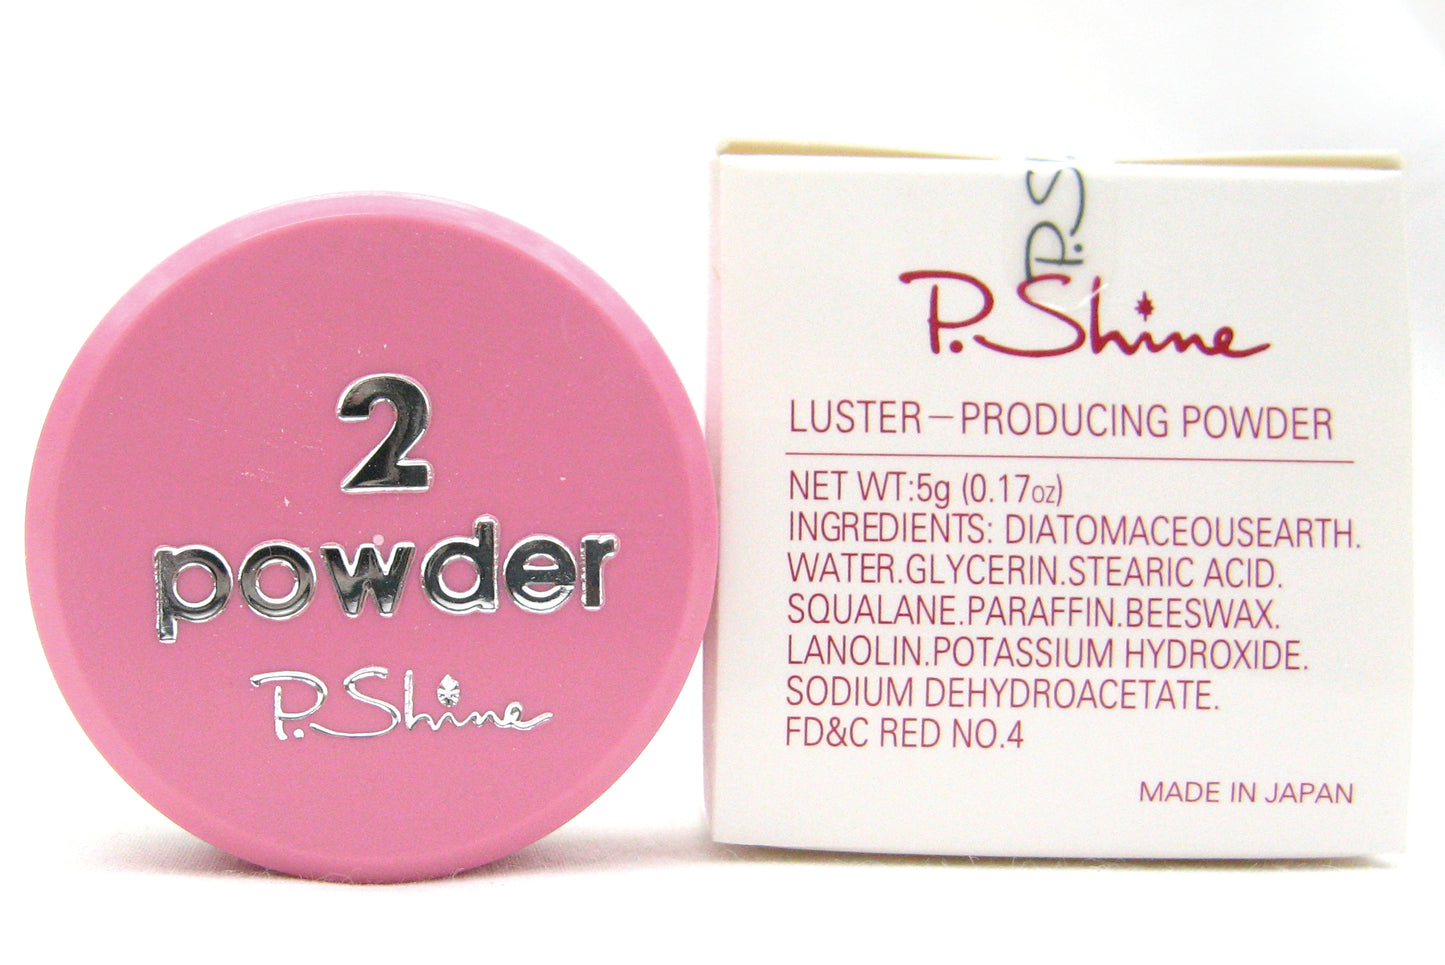 2
powder
P.Shine
P.S
P.Shine
LUSTER—PRODUCING POWDER
NET WT:5g (0.17oz)
INGREDIENTS: DIATOMACEOUSEARTH.
WATER.GLYCERIN.STEARIC ACID.
SQUALANE.PARAFFIN.BEESWAX.
LANOLIN.POTASSIUM HYDROXIDE.
SODIUM DEHYDROACETATE.
FD&C RED NO.4
MADE IN JAPAN